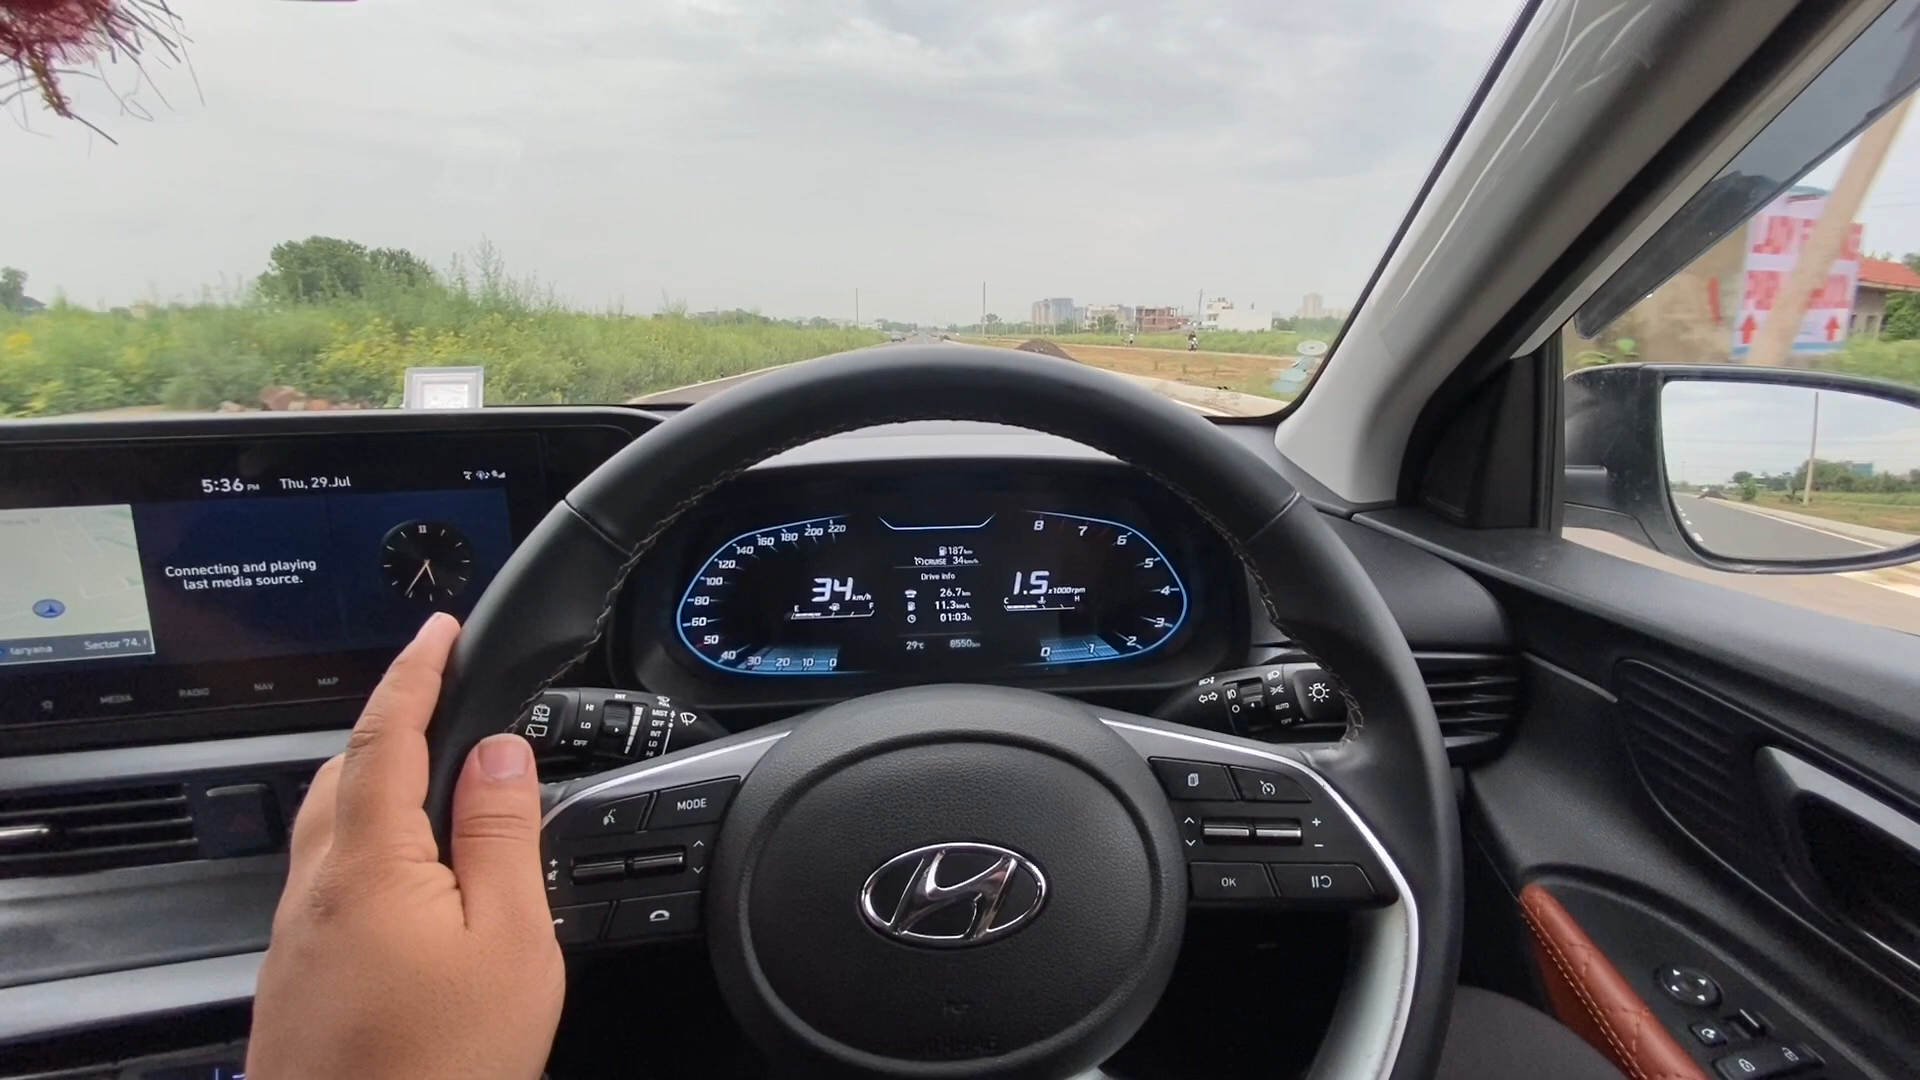 5:36 PM Thu, 29.Jul
Connecting and playing
last media source.
Haryana Sector 74,
MEDIA RADIO NAV MAP
220
200
180
160
140
120
100
80
60
50
40
30
20
10
0
34 km/h
E F
187km
CRUISE 34km/h
Drive info
26.7km
11.3km/L
01:03h
29°C 8550km
1.5 x1000rpm
C H
8
7
6
5
4
3
2
1
0
PUSH
HI
LO
OFF
INT
MIST
OFF
INT
LO
HI
AUTO
OFF
MODE
+
-
+
-
OK